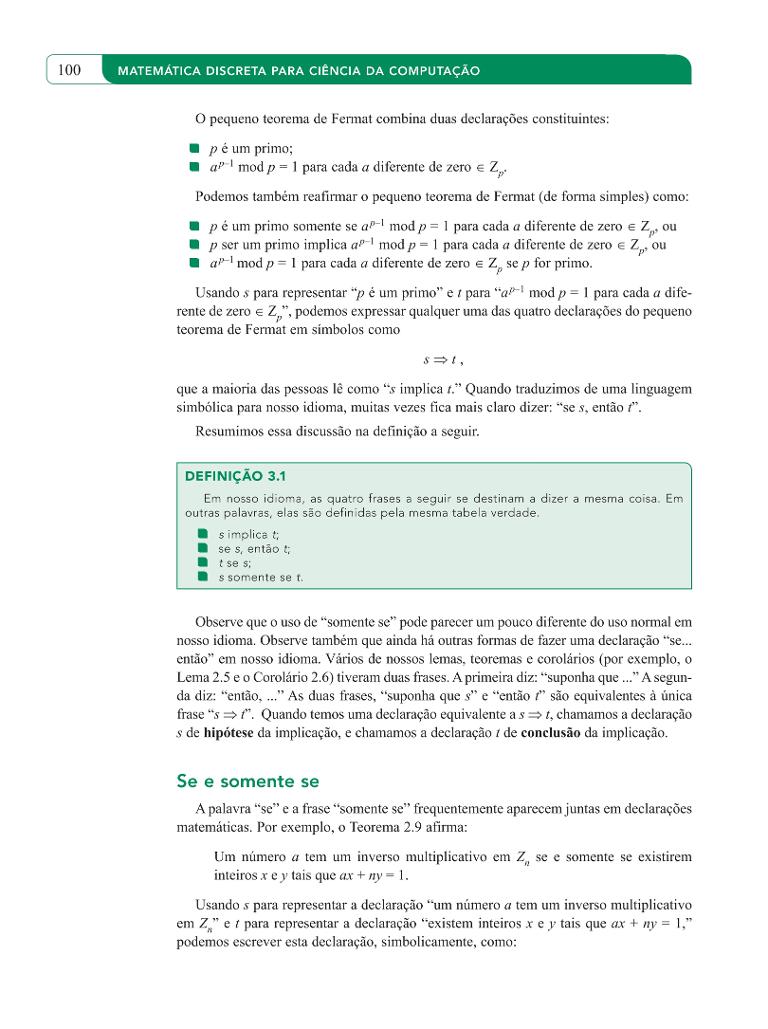 100
MATEMÁTICA DISCRETA PARA CIÊNCIA DA COMPUTAÇÃO
O pequeno teorema de Fermat combina duas declarações constituintes:
■ p é um primo;
■ a^{p–1} mod p = 1 para cada a diferente de zero ∈ Z_p.
Podemos também reafirmar o pequeno teorema de Fermat (de forma simples) como:
■ p é um primo somente se a^{p–1} mod p = 1 para cada a diferente de zero ∈ Z_p, ou
■ p ser um primo implica a^{p–1} mod p = 1 para cada a diferente de zero ∈ Z_p, ou
■ a^{p–1} mod p = 1 para cada a diferente de zero ∈ Z_p se p for primo.
Usando s para representar “p é um primo” e t para “a^{p–1} mod p = 1 para cada a dife-
rente de zero ∈ Z_p”, podemos expressar qualquer uma das quatro declarações do pequeno
teorema de Fermat em símbolos como
s ⇒ t ,
que a maioria das pessoas lê como “s implica t.” Quando traduzimos de uma linguagem
simbólica para nosso idioma, muitas vezes fica mais claro dizer: “se s, então t”.
Resumimos essa discussão na definição a seguir.
DEFINIÇÃO 3.1
Em nosso idioma, as quatro frases a seguir se destinam a dizer a mesma coisa. Em
outras palavras, elas são definidas pela mesma tabela verdade.
■ s implica t;
■ se s, então t;
■ t se s;
■ s somente se t.
Observe que o uso de “somente se” pode parecer um pouco diferente do uso normal em
nosso idioma. Observe também que ainda há outras formas de fazer uma declaração “se...
então” em nosso idioma. Vários de nossos lemas, teoremas e corolários (por exemplo, o
Lema 2.5 e o Corolário 2.6) tiveram duas frases. A primeira diz: “suponha que ...” A segun-
da diz: “então, ...” As duas frases, “suponha que s” e “então t” são equivalentes à única
frase “s ⇒ t”. Quando temos uma declaração equivalente a s ⇒ t, chamamos a declaração
s de hipótese da implicação, e chamamos a declaração t de conclusão da implicação.
Se e somente se
A palavra “se” e a frase “somente se” frequentemente aparecem juntas em declarações
matemáticas. Por exemplo, o Teorema 2.9 afirma:
Um número a tem um inverso multiplicativo em Z_n se e somente se existirem
inteiros x e y tais que ax + ny = 1.
Usando s para representar a declaração “um número a tem um inverso multiplicativo
em Z_n” e t para representar a declaração “existem inteiros x e y tais que ax + ny = 1,”
podemos escrever esta declaração, simbolicamente, como: